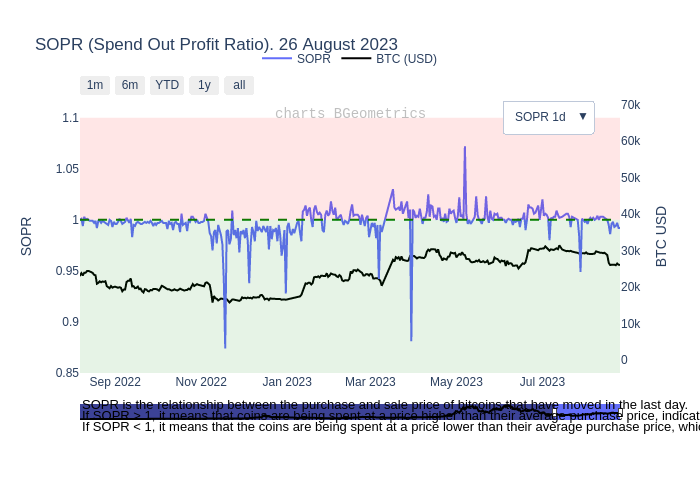 SOPR (Spend Out Profit Ratio). 26 August 2023
SOPR
BTC (USD)
1m
6m
YTD
1y
all
charts BGeometrics
SOPR 1d
▼
1.1
1.05
1
0.95
0.9
0.85
SOPR
70k
60k
50k
40k
30k
20k
10k
0
BTC USD
Sep 2022
Nov 2022
Jan 2023
Mar 2023
May 2023
Jul 2023
SOPR is the relationship between the purchase and sale price of bitcoins that have moved in the last day.
If SOPR > 1, it means that coins are being spent at a price higher than their average purchase price, indicat
If SOPR < 1, it means that the coins are being spent at a price lower than their average purchase price, whic